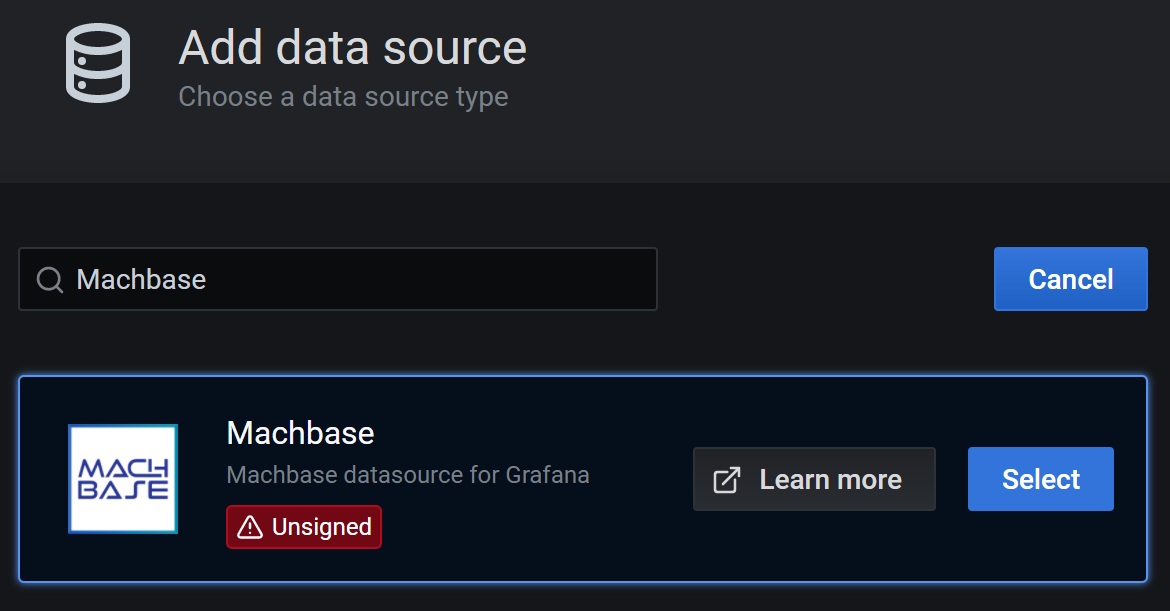 Add data source
Choose a data source type
Machbase
Cancel
MACH
BASE
Machbase
Machbase datasource for Grafana
Unsigned
Learn more
Select